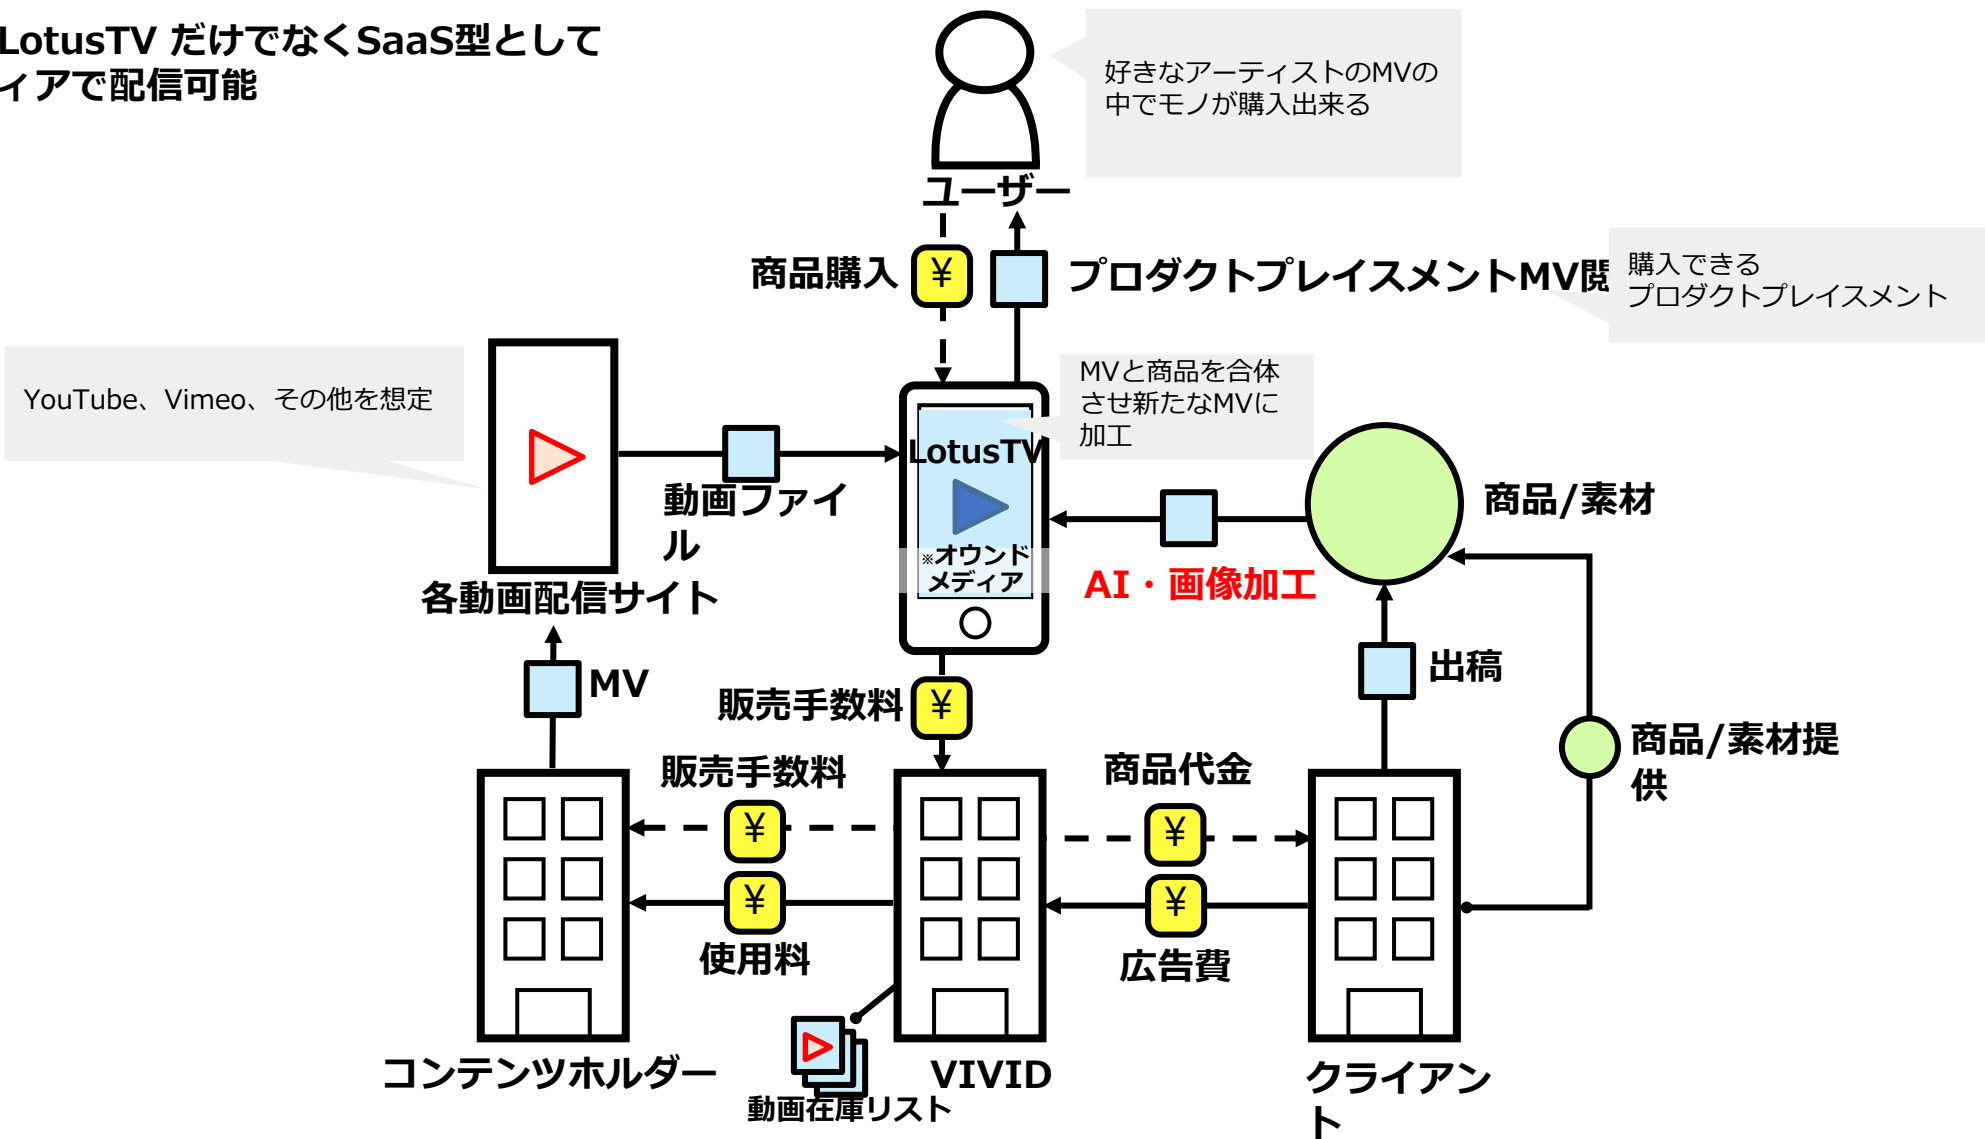 LotusTV だけでなくSaaS型として
ィアで配信可能
好きなアーティストのMVの
中でモノが購入出来る
ユーザー
商品購入
¥
プロダクトプレイスメントMV閲
購入できる
プロダクトプレイスメント
YouTube、Vimeo、その他を想定
MVと商品を合体
させ新たなMVに
加工
LotusTV
※オウンド
メディア
動画ファイ
ル
各動画配信サイト
AI・画像加工
商品/素材
MV
販売手数料
¥
出稿
商品/素材提
供
販売手数料
¥
商品代金
¥
¥
使用料
¥
広告費
コンテンツホルダー
動画在庫リスト
VIVID
クライアン
ト